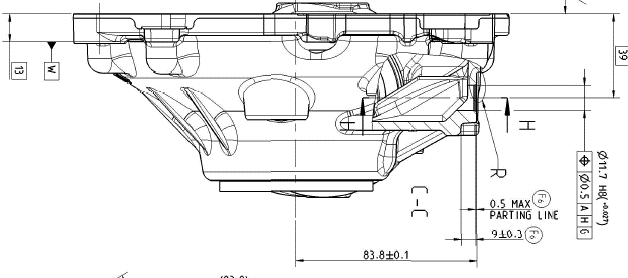 13
W
39
H
R
C-C
Ø11.7 H8(+0.027)
⌖ Ø0.5 A H G
0.5 MAX F6
PARTING LINE
9±0.3 F6
83.8±0.1